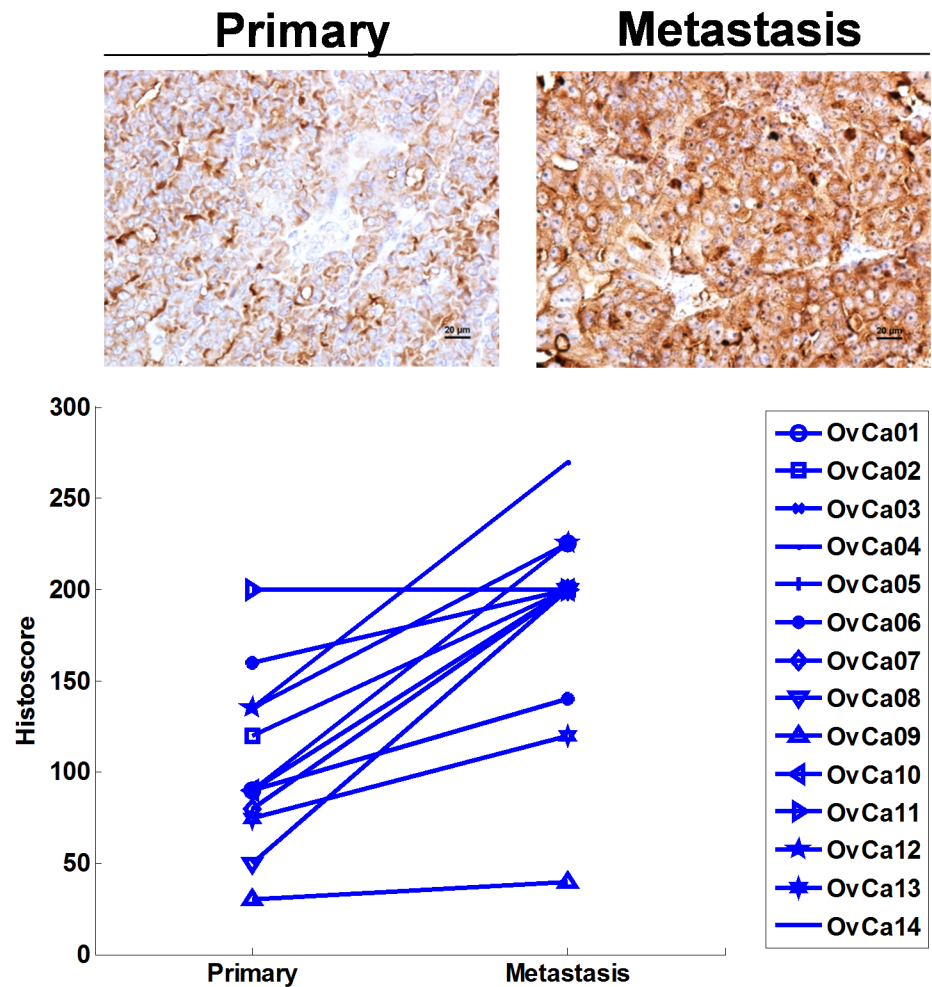 Primary Metastasis
20 µm 20 µm
300
250
200
150
100
50
0
Histoscore
Primary Metastasis
OvCa01
OvCa02
OvCa03
OvCa04
OvCa05
OvCa06
OvCa07
OvCa08
OvCa09
OvCa10
OvCa11
OvCa12
OvCa13
OvCa14